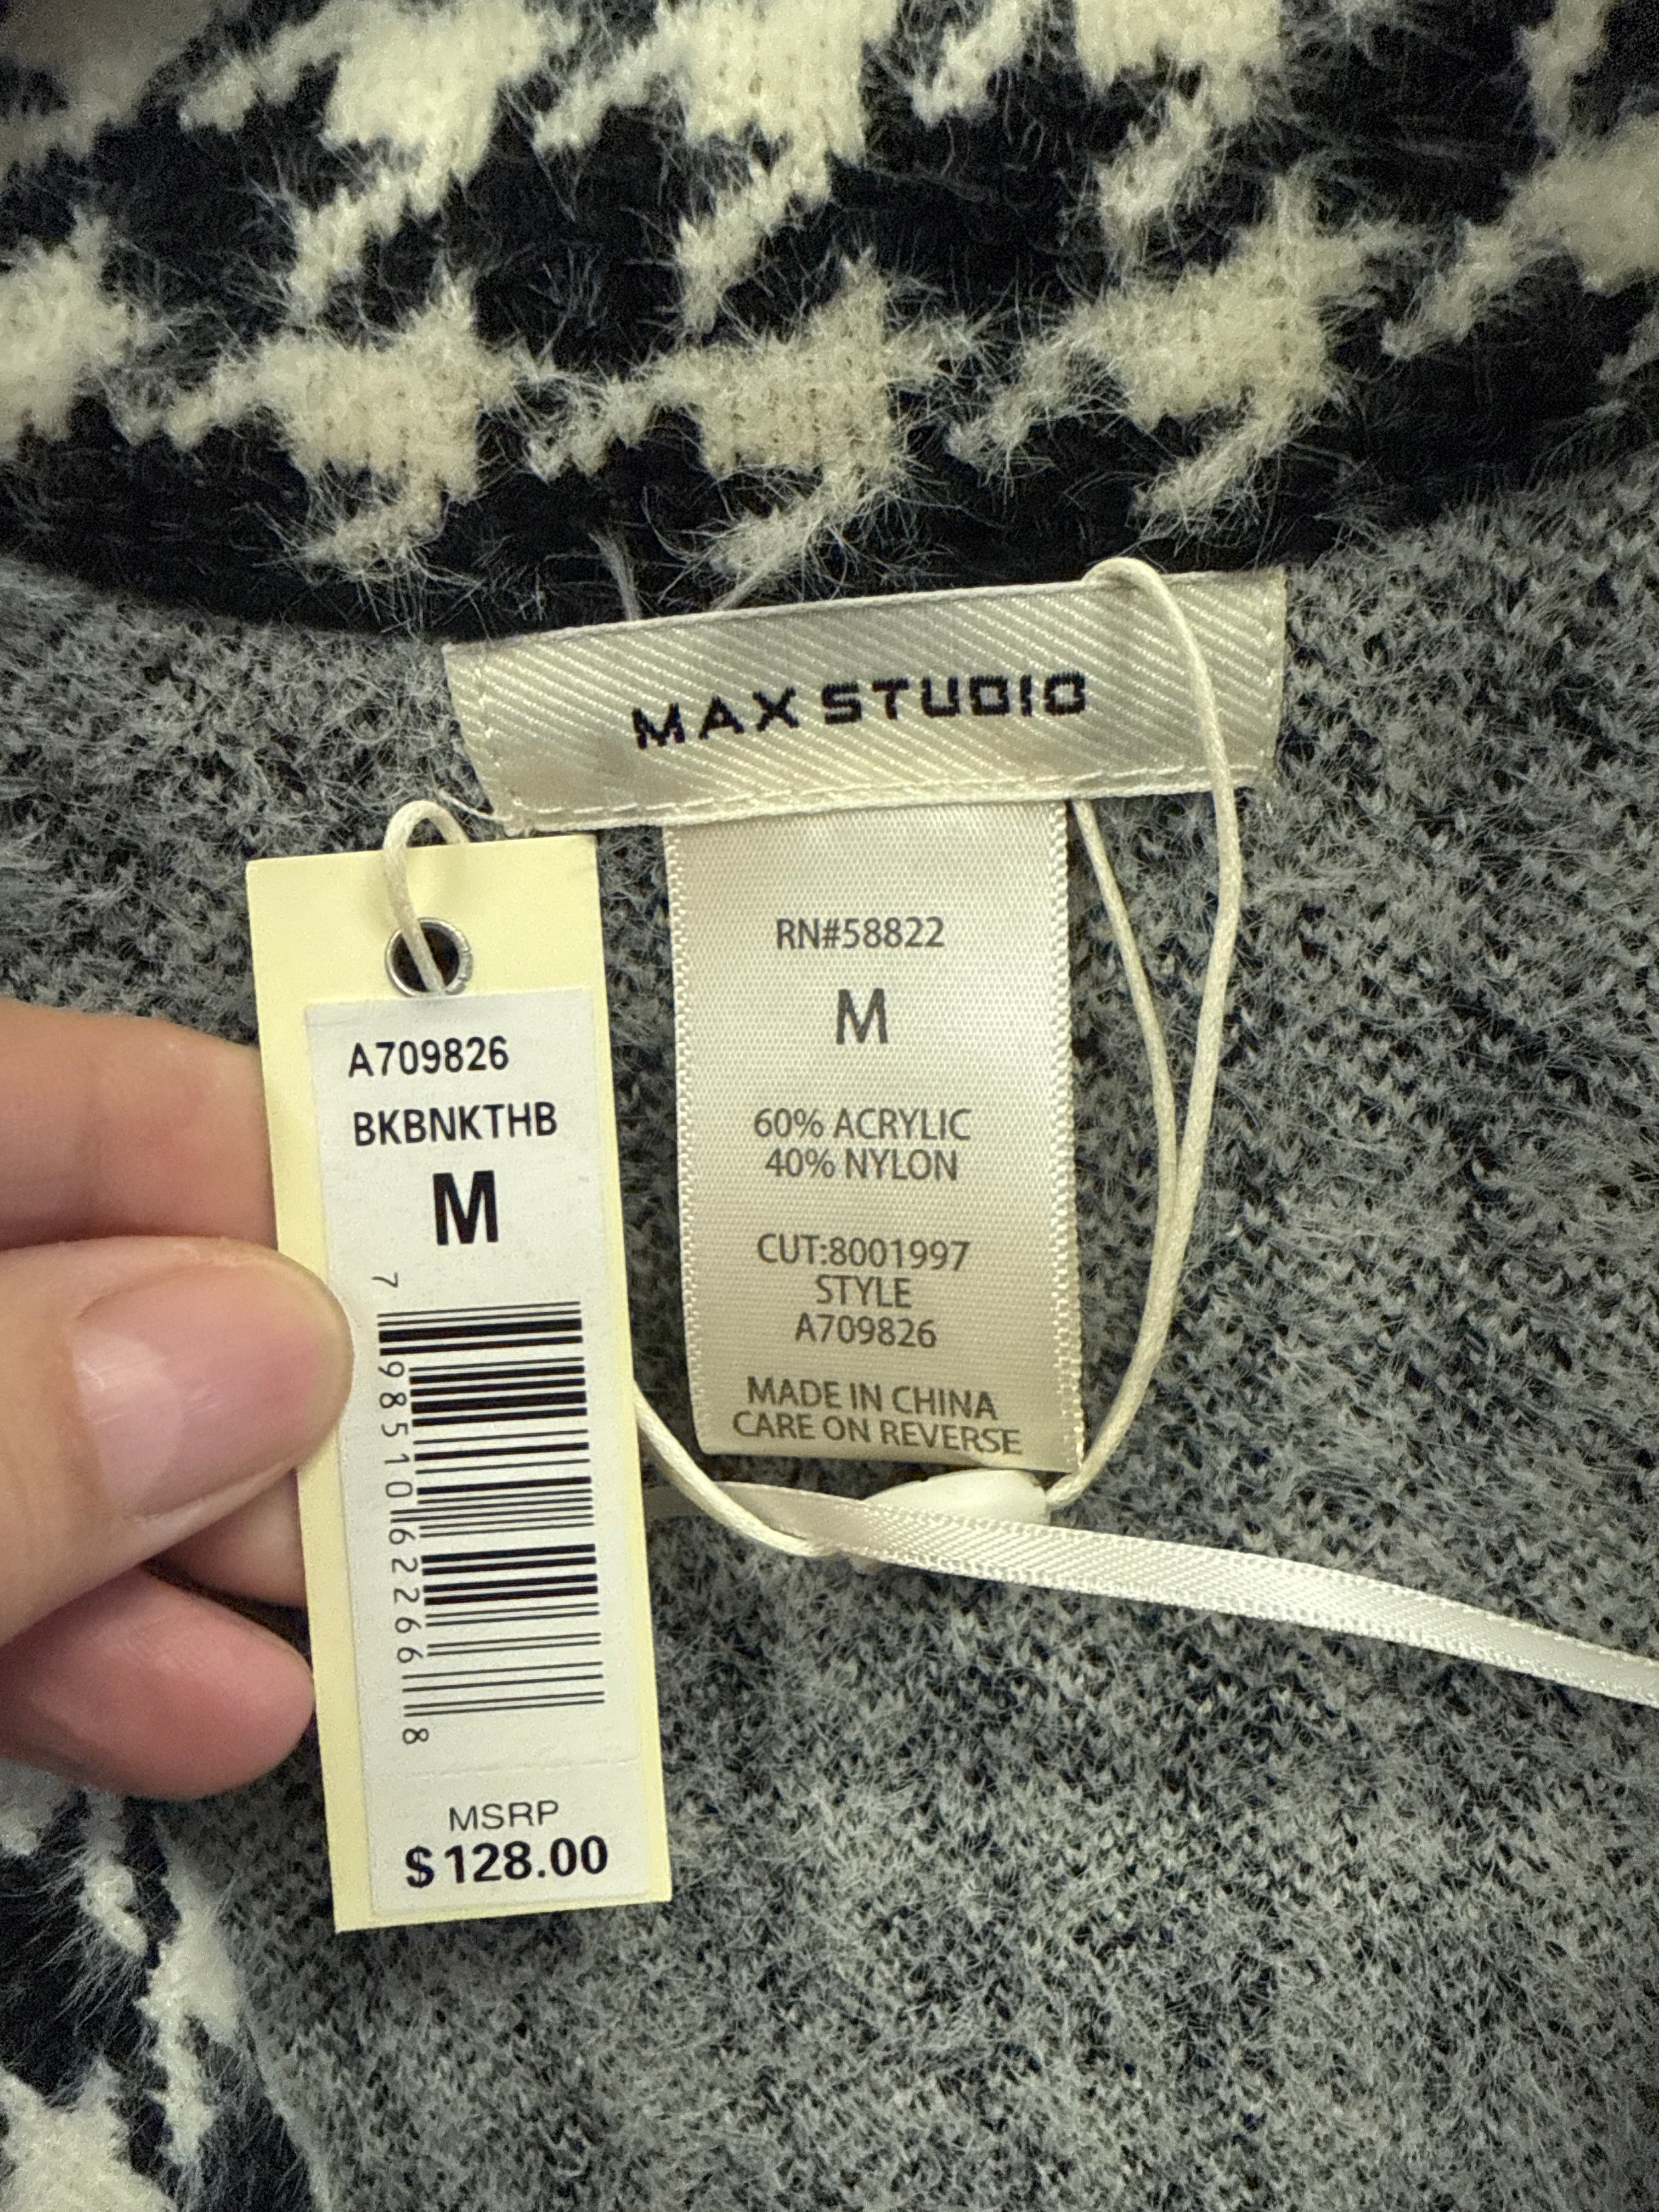 MAX STUDIO
RN#58822
M
60% ACRYLIC
40% NYLON
CUT:8001997
STYLE
A709826
MADE IN CHINA
CARE ON REVERSE
A709826
BKBNKTHB
M
7 98510 62266 8
MSRP
$128.00